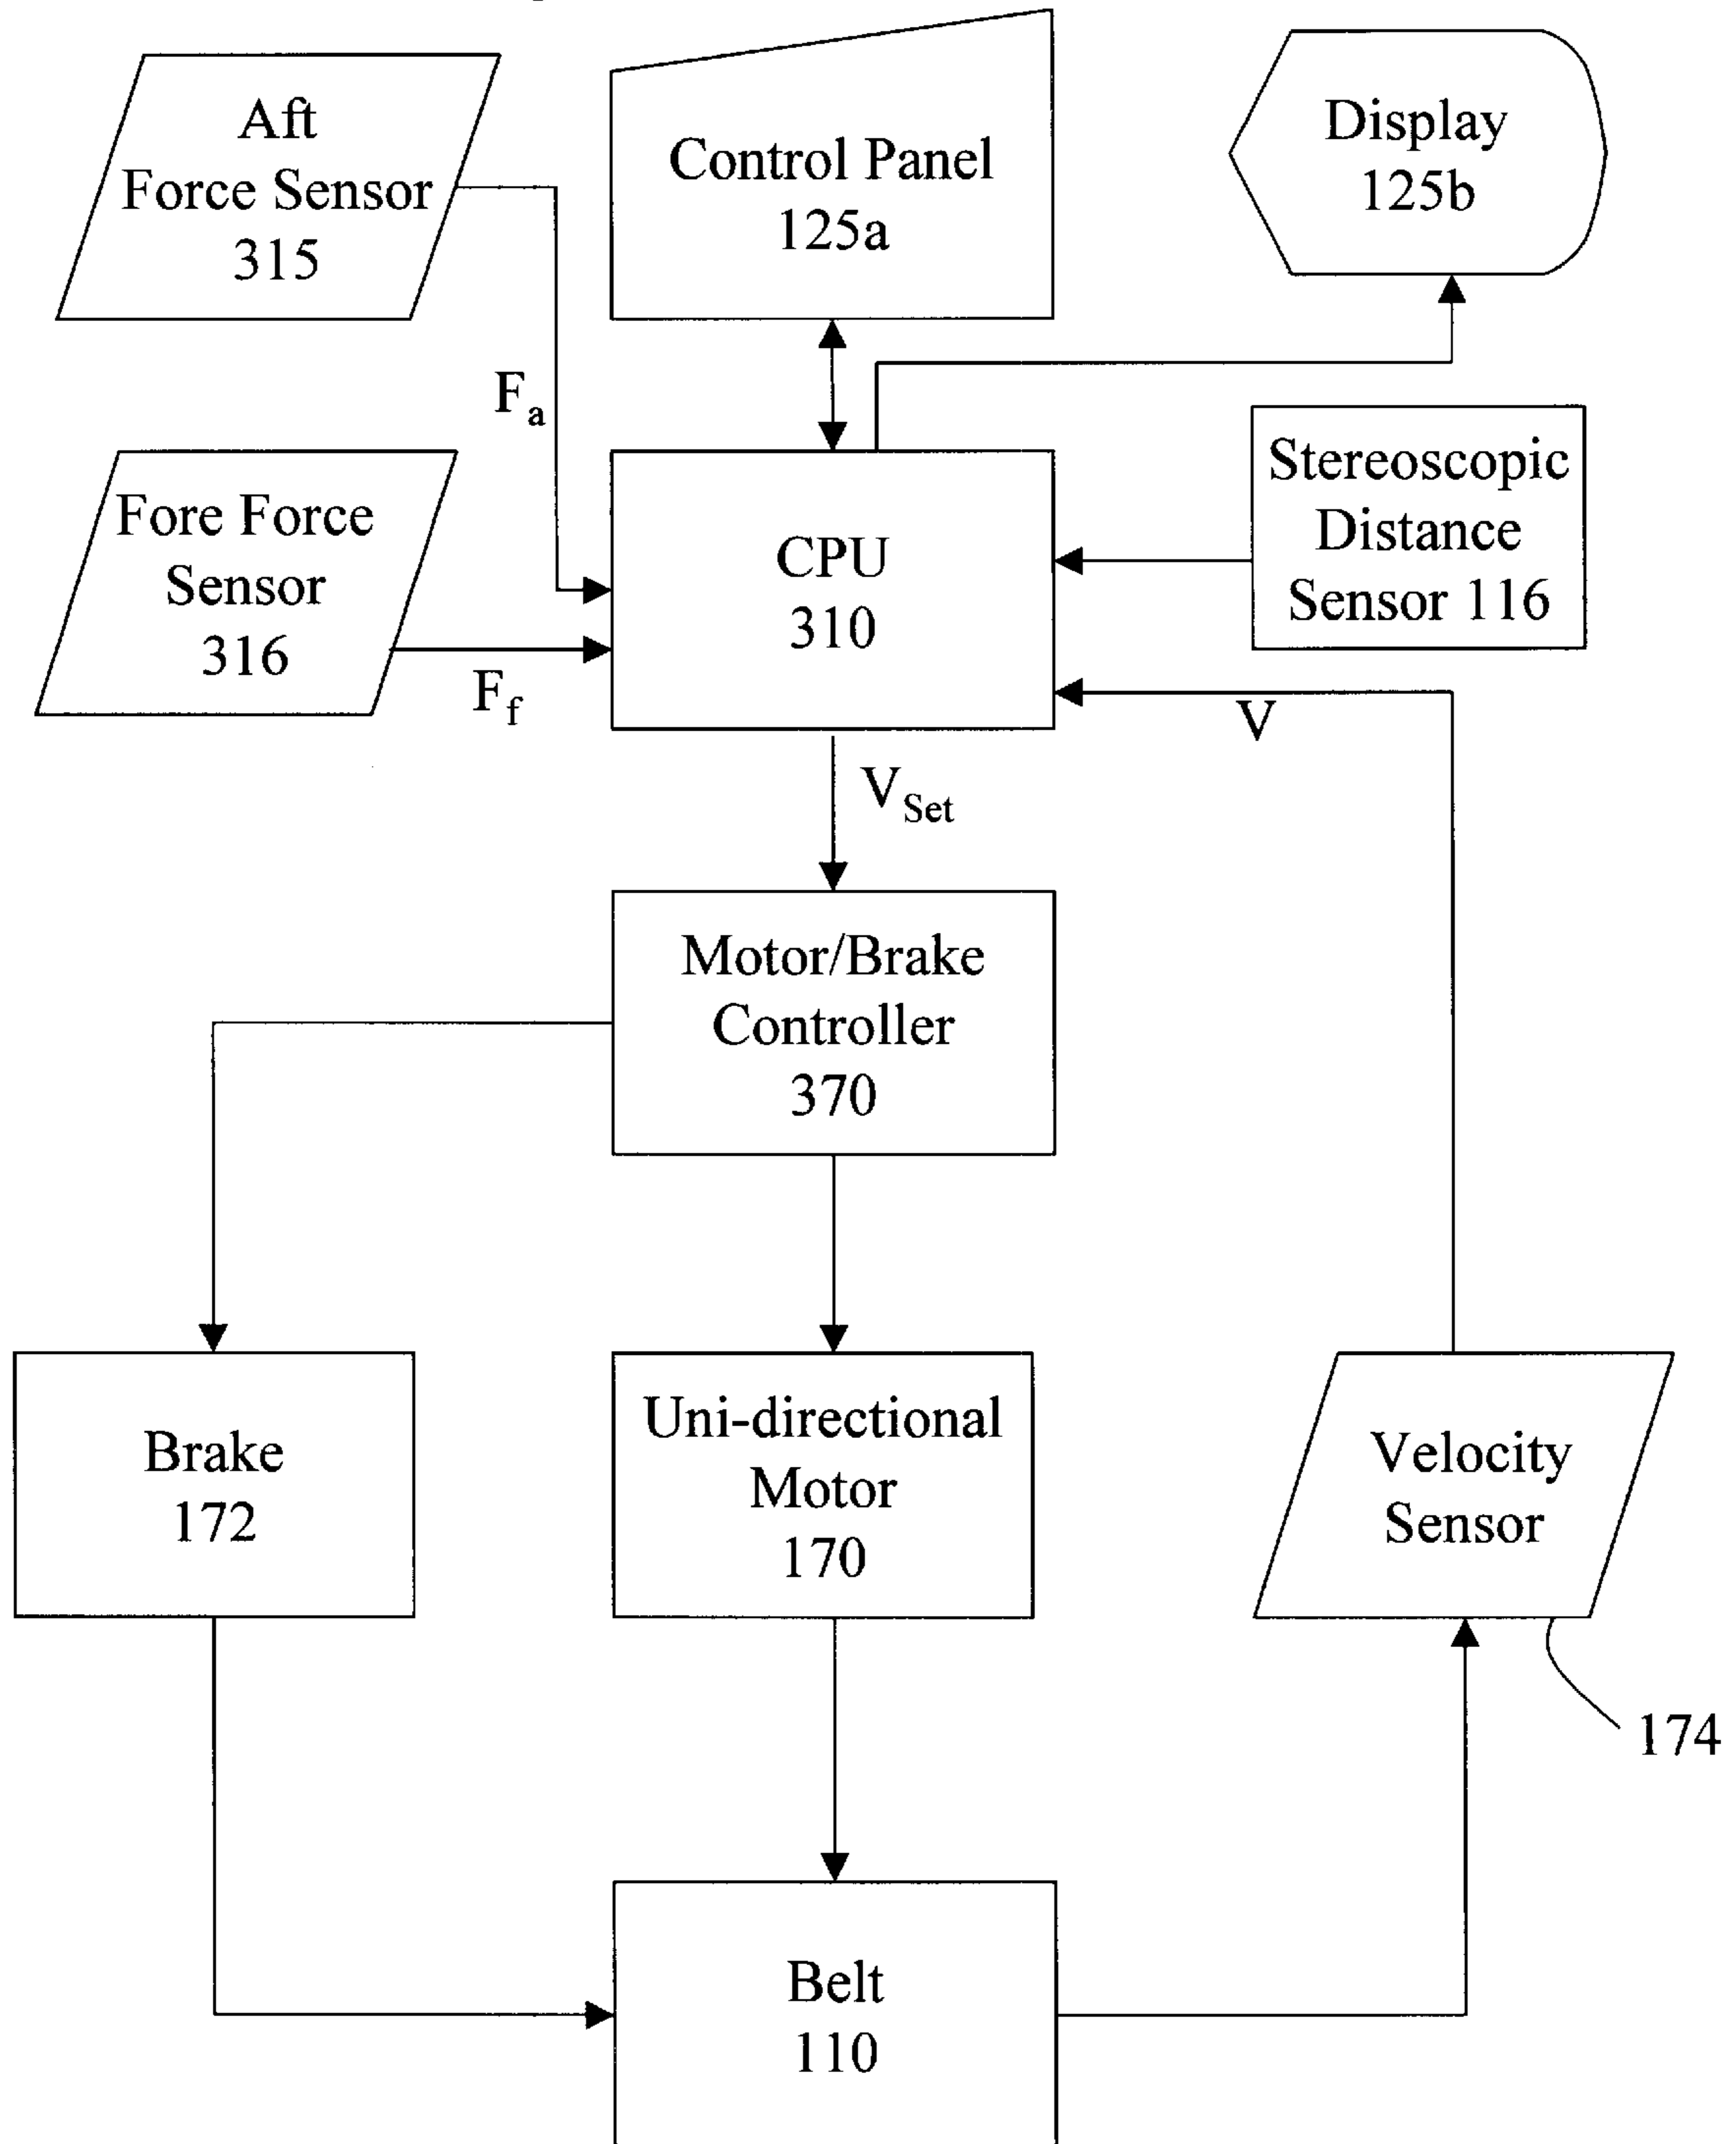 Aft
Force Sensor
315
Control Panel
125a
Display
125b
Fa
Fore Force
Sensor
316
Ff
CPU
310
Stereoscopic
Distance
Sensor 116
V
VSet
Motor/Brake
Controller
370
Brake
172
Uni-directional
Motor
170
Velocity
Sensor
174
Belt
110